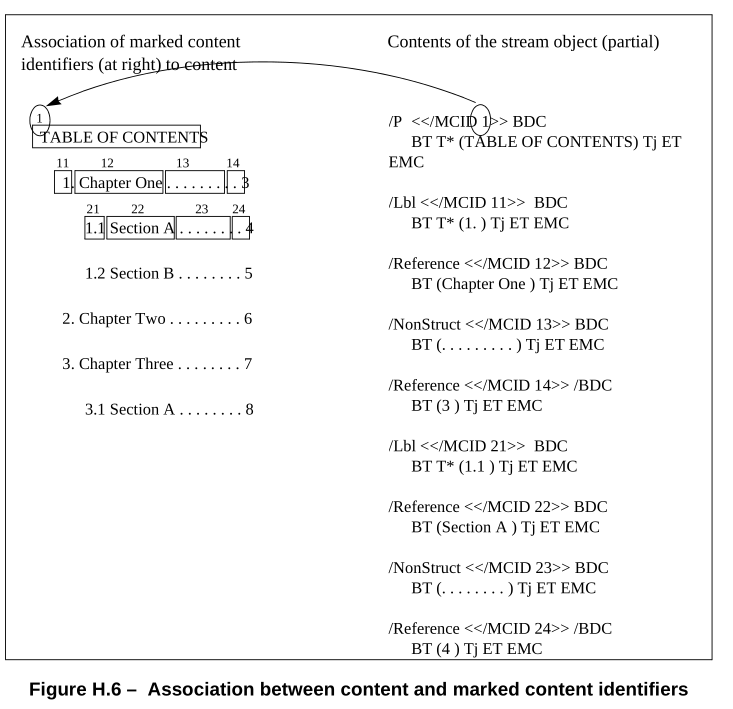 Association of marked content
identifiers (at right) to content
1
TABLE OF CONTENTS
11 12 13 14
1. Chapter One . . . . . . . . . 3
21 22 23 24
1.1 Section A . . . . . . . . 4
1.2 Section B . . . . . . . . 5
2. Chapter Two . . . . . . . . . 6
3. Chapter Three . . . . . . . . 7
3.1 Section A . . . . . . . . 8
Contents of the stream object (partial)
/P <</MCID 1>> BDC
BT T* (TABLE OF CONTENTS) Tj ET
EMC
/Lbl <</MCID 11>> BDC
BT T* (1. ) Tj ET EMC
/Reference <</MCID 12>> BDC
BT (Chapter One ) Tj ET EMC
/NonStruct <</MCID 13>> BDC
BT (. . . . . . . . . ) Tj ET EMC
/Reference <</MCID 14>> /BDC
BT (3 ) Tj ET EMC
/Lbl <</MCID 21>> BDC
BT T* (1.1 ) Tj ET EMC
/Reference <</MCID 22>> BDC
BT (Section A ) Tj ET EMC
/NonStruct <</MCID 23>> BDC
BT (. . . . . . . . ) Tj ET EMC
/Reference <</MCID 24>> /BDC
BT (4 ) Tj ET EMC
Figure H.6 – Association between content and marked content identifiers